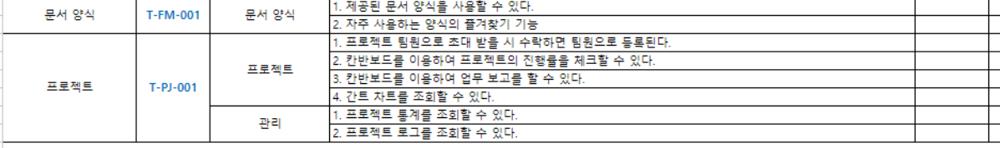 문서 양식 T-FM-001 문서 양식
1. 제공된 문서 양식을 사용할 수 있다.
2. 자주 사용하는 양식의 즐겨찾기 기능
프로젝트 T-PJ-001
프로젝트
1. 프로젝트 팀원으로 초대 받을 시 수락하면 팀원으로 등록된다.
2. 칸반보드를 이용하여 프로젝트의 진행률을 체크할 수 있다.
3. 칸반보드를 이용하여 업무 보고를 할 수 있다.
4. 간트 차트를 조회할 수 있다.
관리
1. 프로젝트 통계를 조회할 수 있다.
2. 프로젝트 로그를 조회할 수 있다.